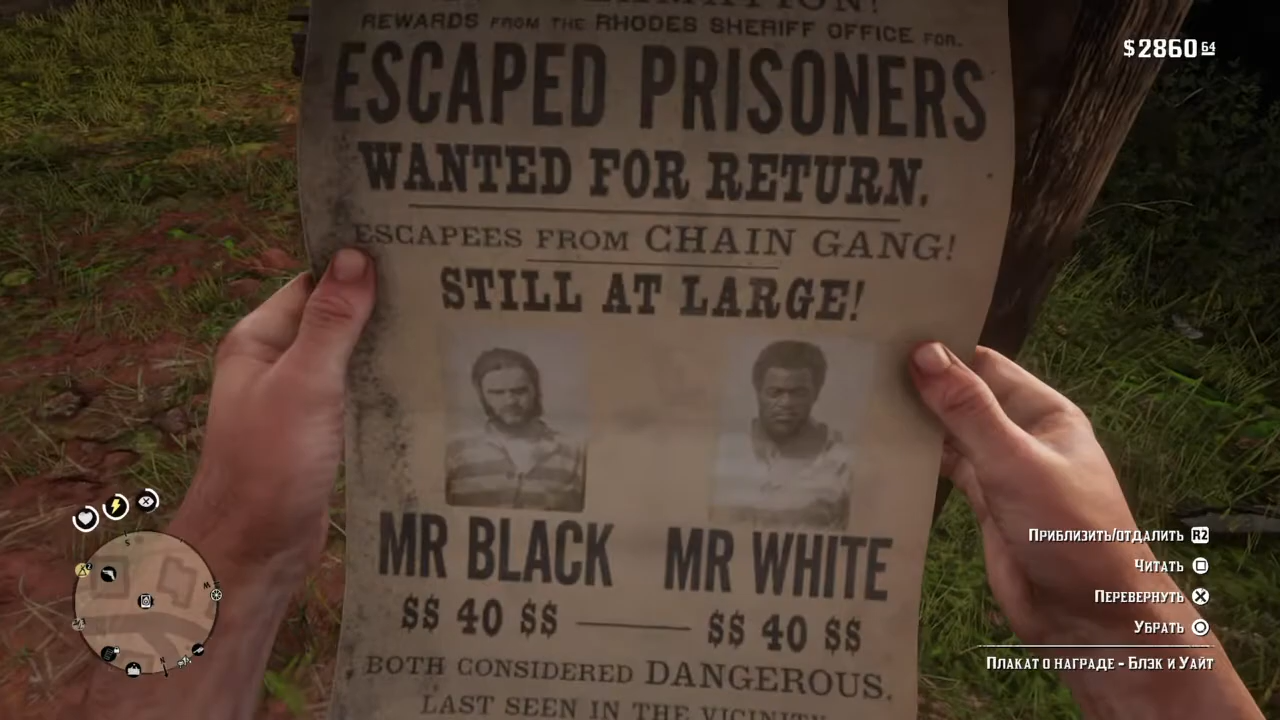 REWARDS FROM THE RHODES SHERIFF OFFICE FOR.
ESCAPED PRISONERS
WANTED FOR RETURN.
ESCAPEES FROM CHAIN GANG!
STILL AT LARGE!
MR BLACK MR WHITE
$$ 40 $$ — $$ 40 $$
BOTH CONSIDERED DANGEROUS.
LAST SEEN IN THE VICINITY
$2860 64
Приблизить/отдалить R2
Читать
Перевернуть
Убрать
Плакат о награде - Блэк и Уайт
S
W
N
2